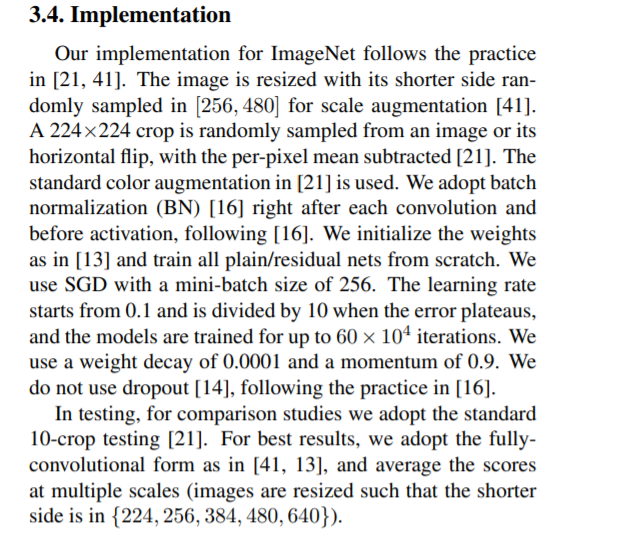 3.4. Implementation
Our implementation for ImageNet follows the practice
in [21, 41]. The image is resized with its shorter side ran-
domly sampled in [256, 480] for scale augmentation [41].
A 224×224 crop is randomly sampled from an image or its
horizontal flip, with the per-pixel mean subtracted [21]. The
standard color augmentation in [21] is used. We adopt batch
normalization (BN) [16] right after each convolution and
before activation, following [16]. We initialize the weights
as in [13] and train all plain/residual nets from scratch. We
use SGD with a mini-batch size of 256. The learning rate
starts from 0.1 and is divided by 10 when the error plateaus,
and the models are trained for up to 60 × 10⁴ iterations. We
use a weight decay of 0.0001 and a momentum of 0.9. We
do not use dropout [14], following the practice in [16].
In testing, for comparison studies we adopt the standard
10-crop testing [21]. For best results, we adopt the fully-
convolutional form as in [41, 13], and average the scores
at multiple scales (images are resized such that the shorter
side is in {224, 256, 384, 480, 640}).